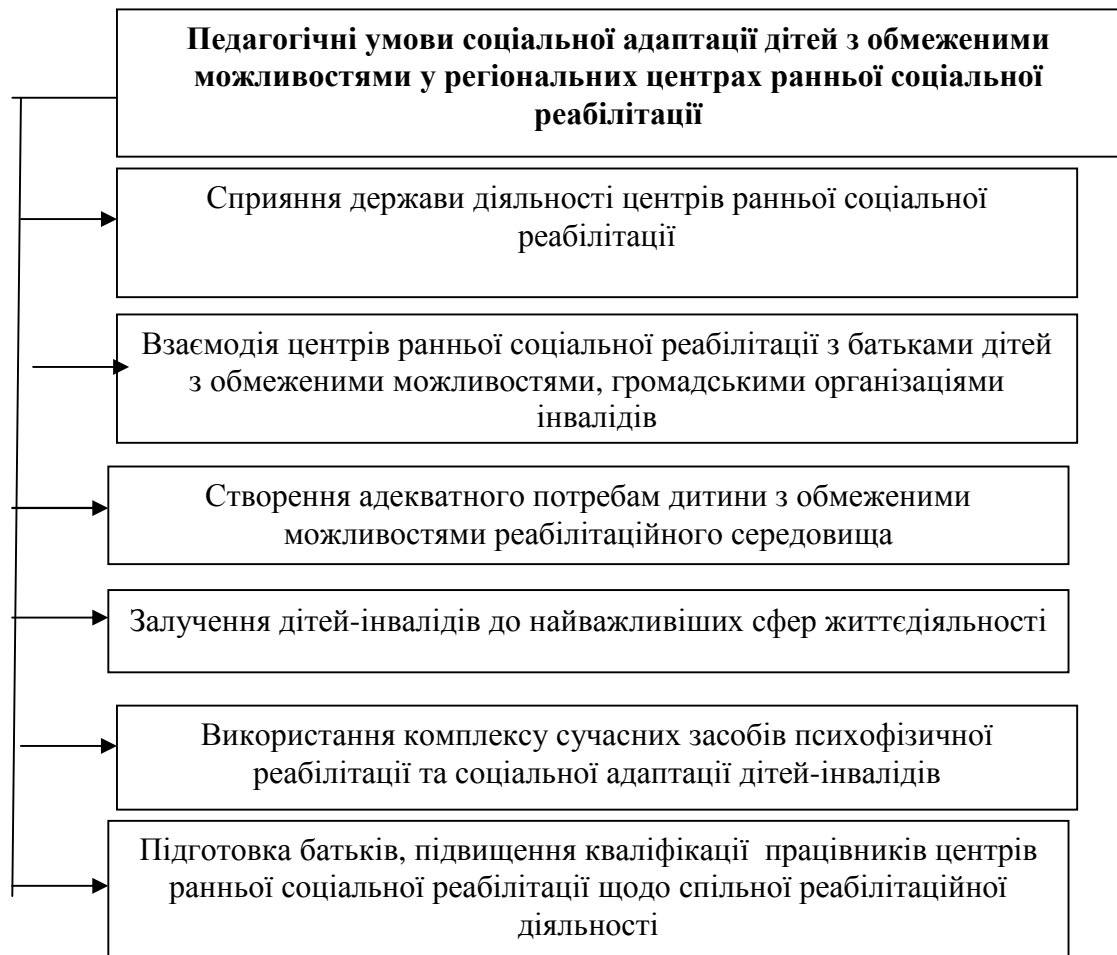 Педагогічні умови соціальної адаптації дітей з обмеженими
можливостями у регіональних центрах ранньої соціальної
реабілітації
Сприяння держави діяльності центрів ранньої соціальної
реабілітації
Взаємодія центрів ранньої соціальної реабілітації з батьками дітей
з обмеженими можливостями, громадськими організаціями
інвалідів
Створення адекватного потребам дитини з обмеженими
можливостями реабілітаційного середовища
Залучення дітей-інвалідів до найважливіших сфер життєдіяльності
Використання комплексу сучасних засобів психофізичної
реабілітації та соціальної адаптації дітей-інвалідів
Підготовка батьків, підвищення кваліфікації працівників центрів
ранньої соціальної реабілітації щодо спільної реабілітаційної
діяльності